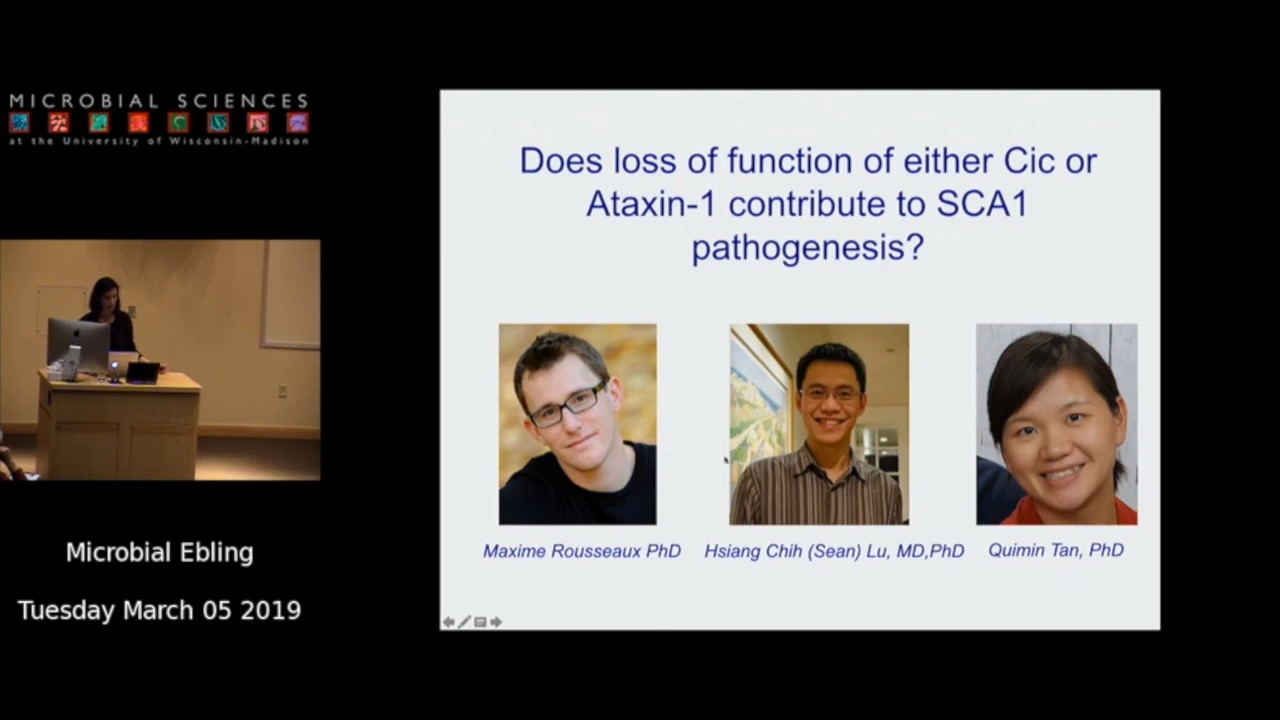 MICROBIAL SCIENCES
at the University of Wisconsin-Madison
Does loss of function of either Cic or
Ataxin-1 contribute to SCA1
pathogenesis?
Maxime Rousseaux PhD
Hsiang Chih (Sean) Lu, MD,PhD
Quimin Tan, PhD
Microbial Ebling
Tuesday March 05 2019